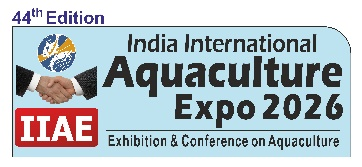 44th Edition
India International
Aquaculture
Expo 2026
IIAE
Exhibition & Conference on Aquaculture